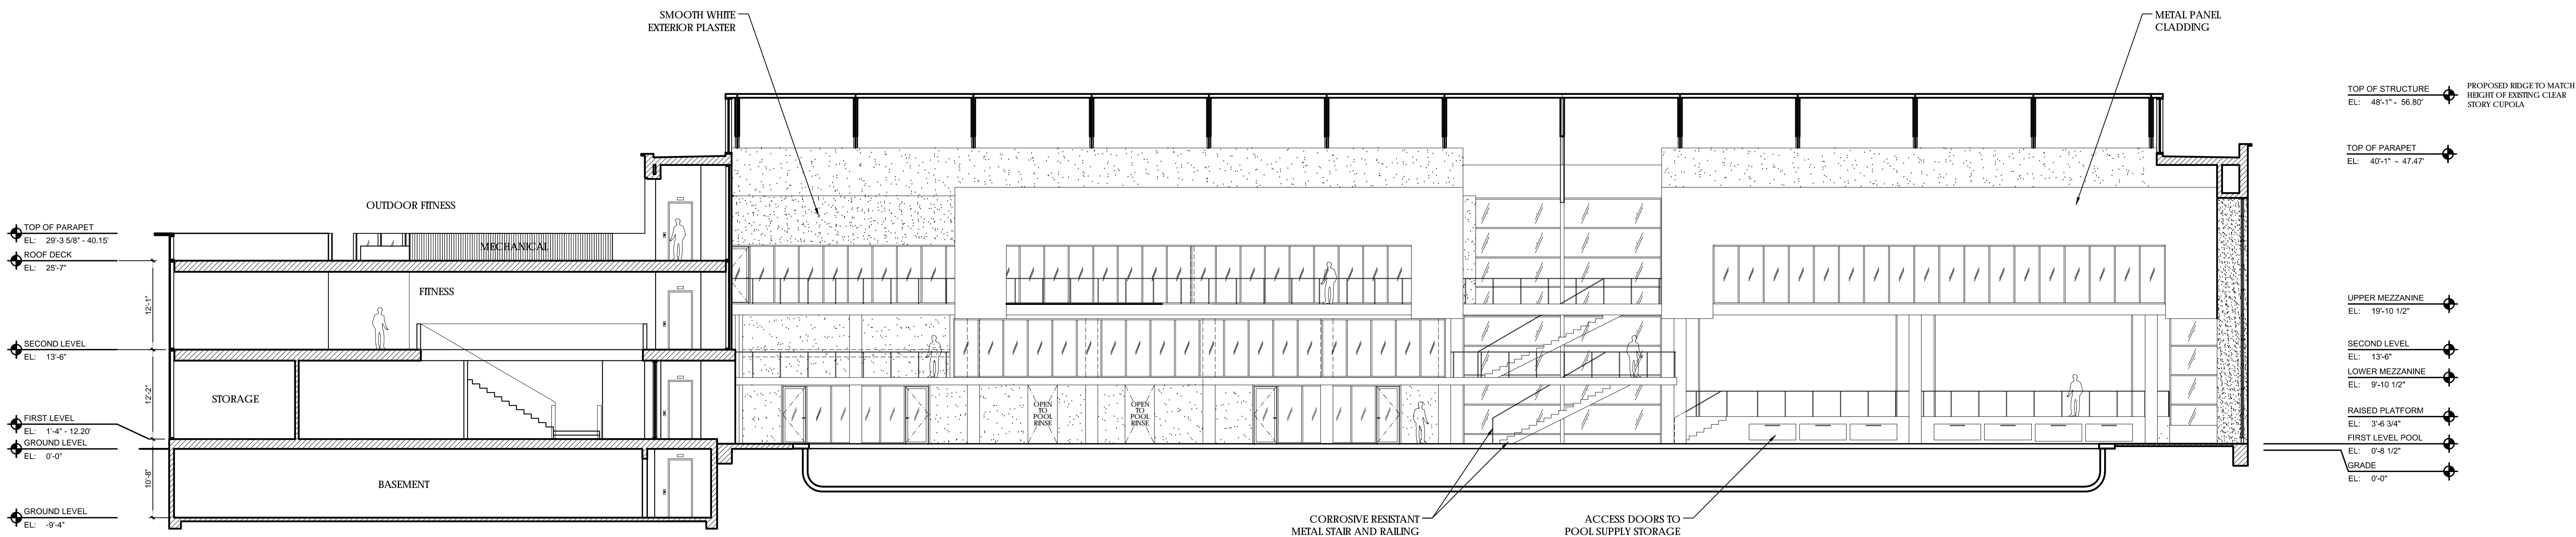 SMOOTH WHITE
EXTERIOR PLASTER
METAL PANEL
CLADDING
TOP OF STRUCTURE
EL: 48'-1" - 56.80'
PROPOSED RIDGE TO MATCH
HEIGHT OF EXISTING CLEAR
STORY CUPOLA
TOP OF PARAPET
EL: 40'-1" - 47.47'
OUTDOOR FITNESS
TOP OF PARAPET
EL: 29'-3 5/8" - 40.15'
MECHANICAL
ROOF DECK
EL: 25'-7"
12'-1"
FITNESS
UPPER MEZZANINE
EL: 19'-10 1/2"
SECOND LEVEL
EL: 13'-6"
SECOND LEVEL
EL: 13'-6"
LOWER MEZZANINE
EL: 9'-10 1/2"
12'-2"
STORAGE
OPEN
TO
POOL
RINSE
OPEN
TO
POOL
RINSE
RAISED PLATFORM
EL: 3'-6 3/4"
FIRST LEVEL
EL: 1'-4" - 12.20'
FIRST LEVEL POOL
EL: 0'-8 1/2"
GROUND LEVEL
EL: 0'-0"
GRADE
EL: 0'-0"
10'-8"
BASEMENT
GROUND LEVEL
EL: -9'-4"
CORROSIVE RESISTANT
METAL STAIR AND RAILING
ACCESS DOORS TO
POOL SUPPLY STORAGE